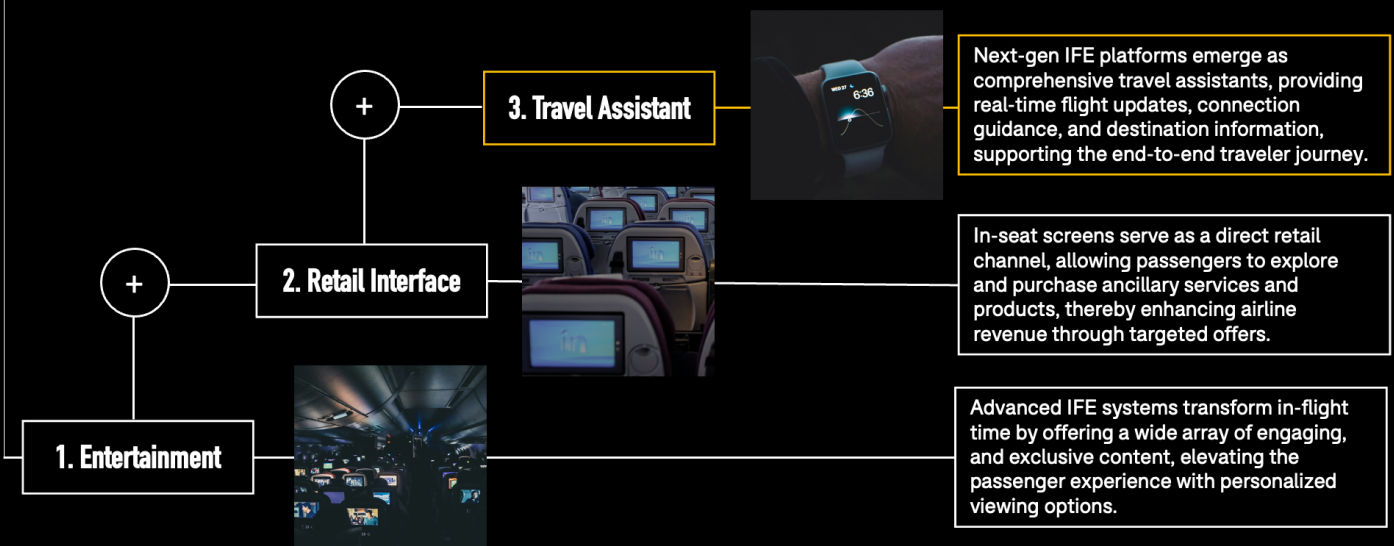 +
3. Travel Assistant
WED 27
6:36
Next-gen IFE platforms emerge as
comprehensive travel assistants, providing
real-time flight updates, connection
guidance, and destination information,
supporting the end-to-end traveler journey.
+
2. Retail Interface
In-seat screens serve as a direct retail
channel, allowing passengers to explore
and purchase ancillary services and
products, thereby enhancing airline
revenue through targeted offers.
1. Entertainment
Advanced IFE systems transform in-flight
time by offering a wide array of engaging,
and exclusive content, elevating the
passenger experience with personalized
viewing options.